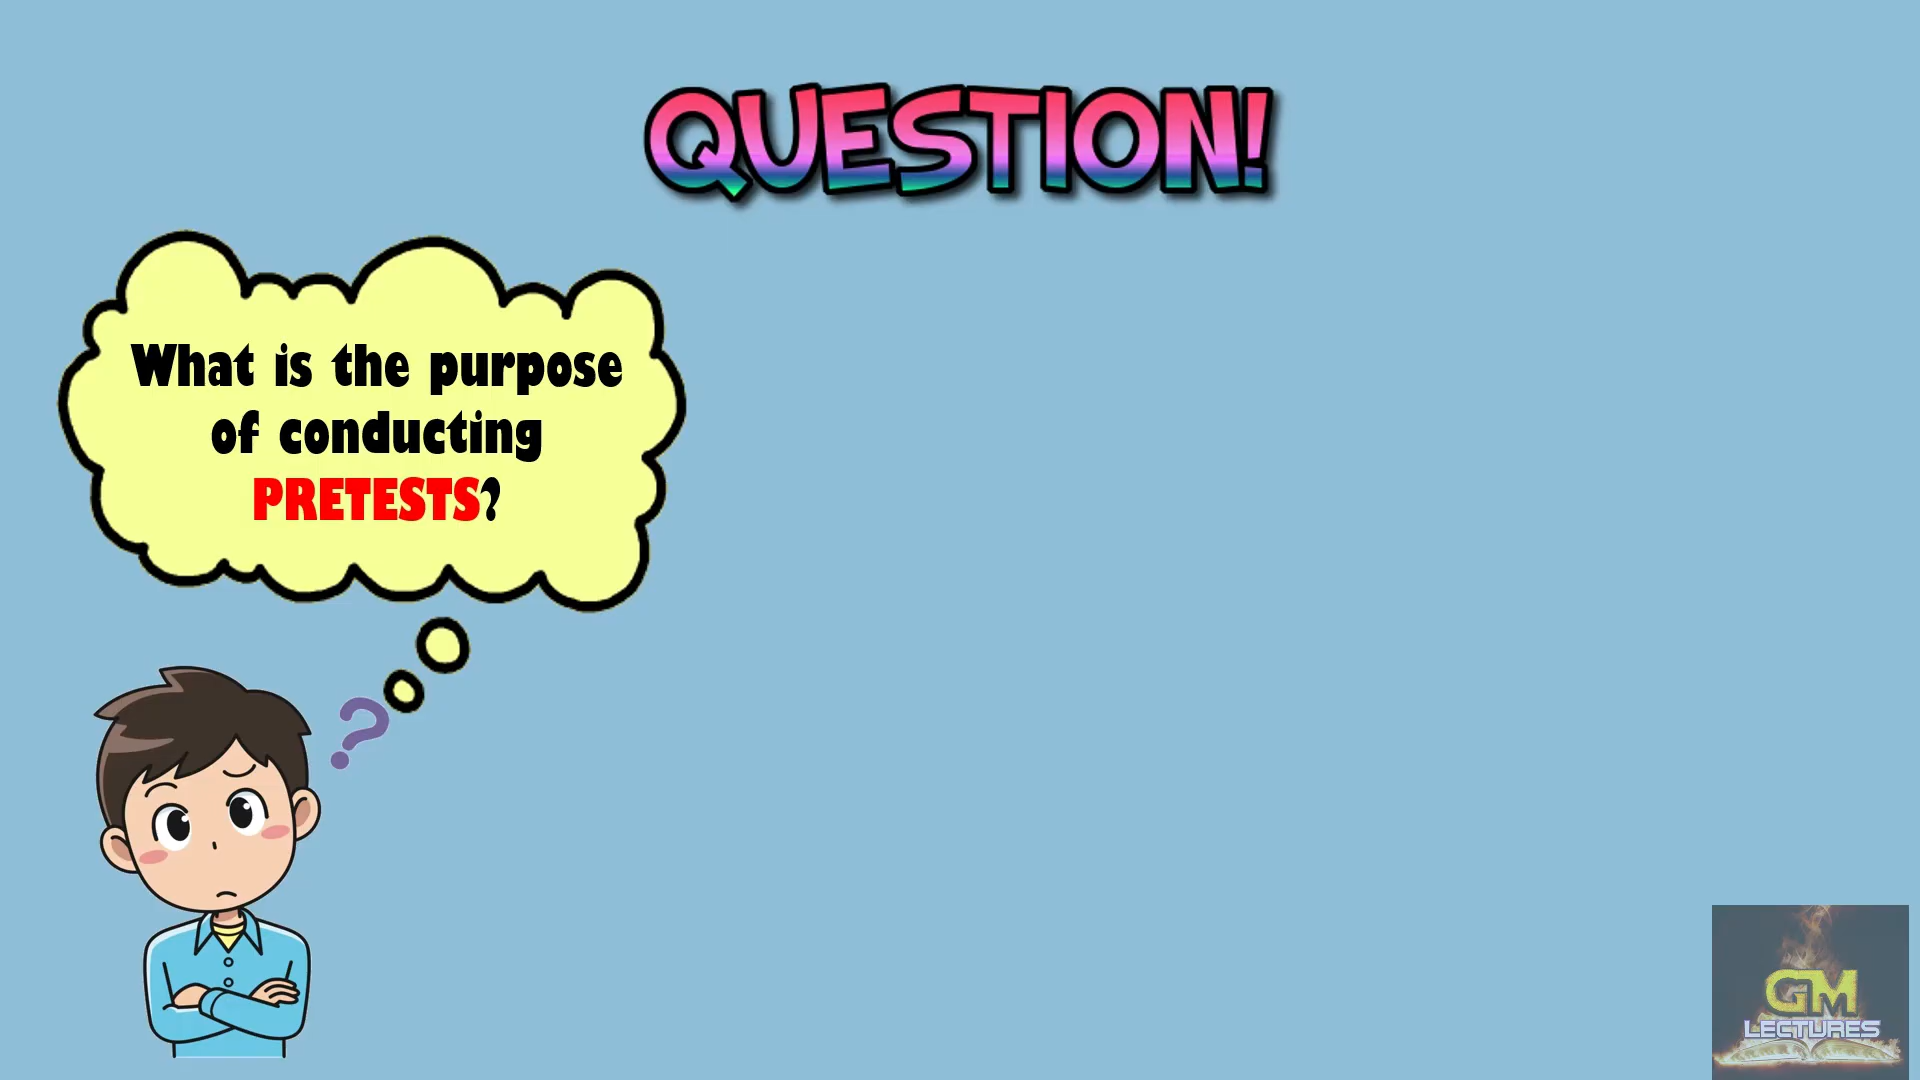 QUESTION!
What is the purpose
of conducting
PRETESTS?
?
GM
LECTURES